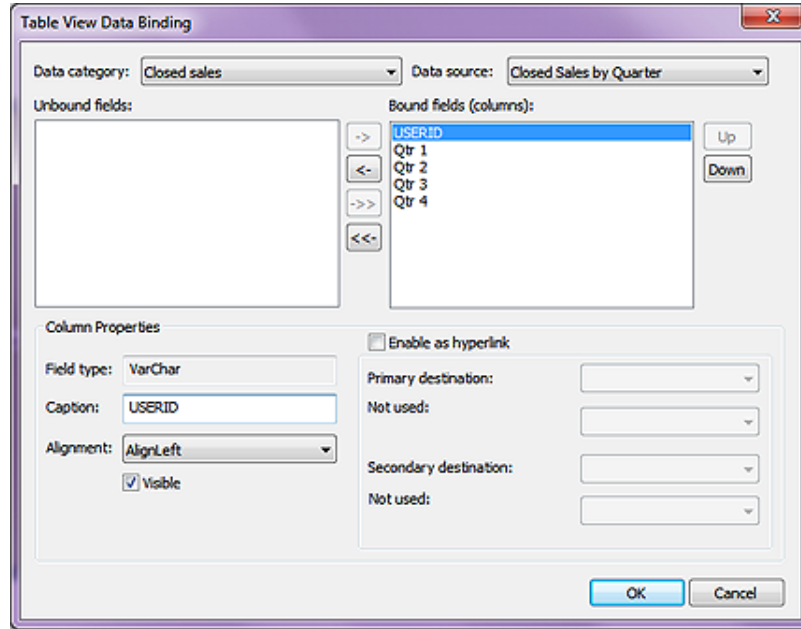 Table View Data Binding
Data category: Closed sales Data source: Closed Sales by Quarter
Unbound fields: Bound fields (columns):
-> USERID Up
Qtr 1
<- Qtr 2 Down
Qtr 3
->> Qtr 4
<<-
Column Properties
Enable as hyperlink
Field type: VarChar Primary destination:
Caption: USERID Not used:
Alignment: AlignLeft
Visible Secondary destination:
Not used:
OK Cancel